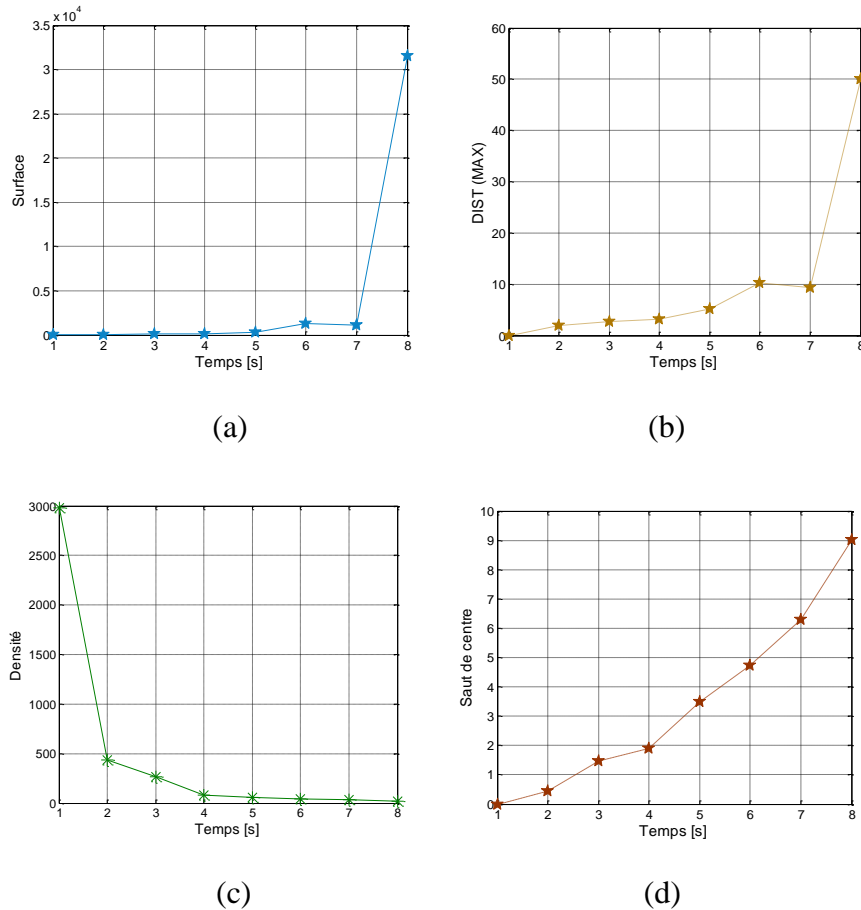 x 10^4
3.5
3
2.5
2
1.5
1
0.5
0
Surface
1 2 3 4 5 6 7 8
Temps [s]
(a)
60
50
40
30
20
10
0
DIST (MAX)
1 2 3 4 5 6 7 8
Temps [s]
(b)
3000
2500
2000
1500
1000
500
0
Densité
1 2 3 4 5 6 7 8
Temps [s]
(c)
10
9
8
7
6
5
4
3
2
1
0
Saut de centre
1 2 3 4 5 6 7 8
Temps [s]
(d)